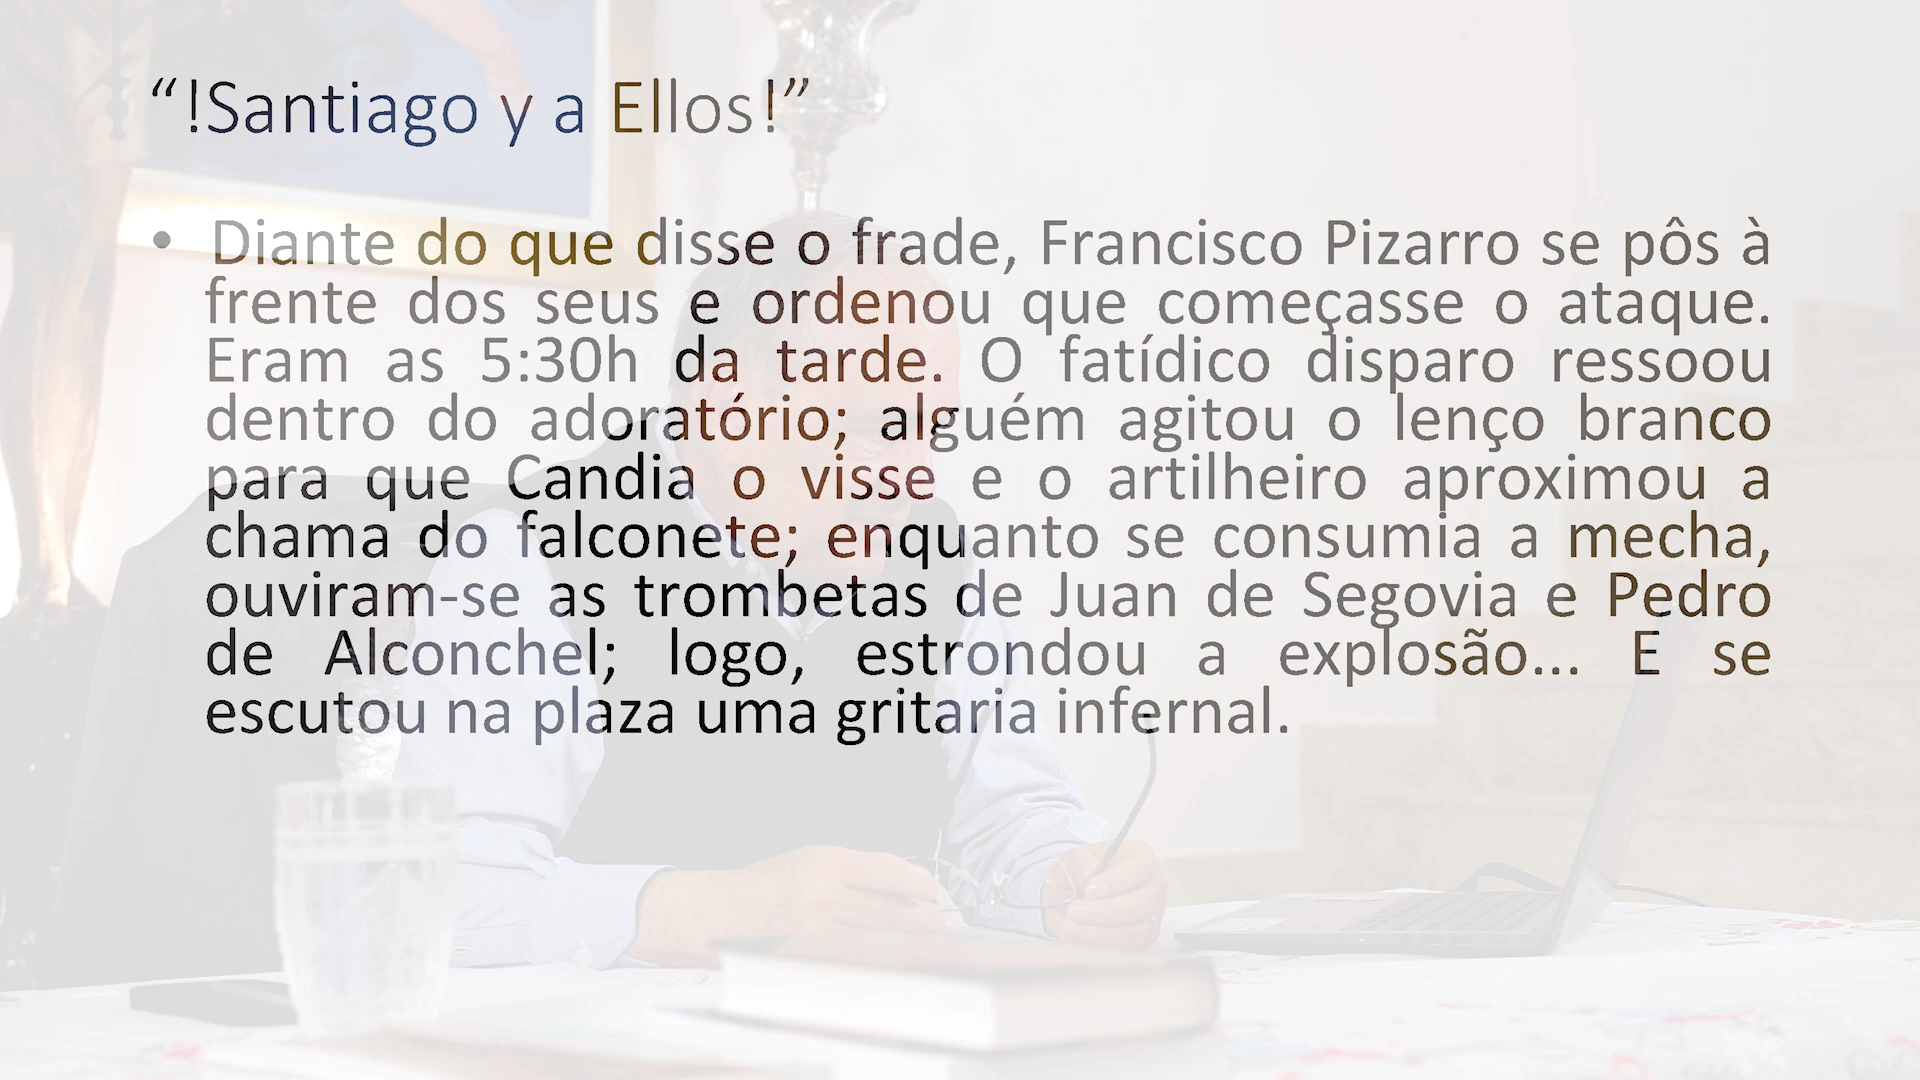 “!Santiago y a Ellos!”
• Diante do que disse o frade, Francisco Pizarro se pôs à
frente dos seus e ordenou que começasse o ataque.
Eram as 5:30h da tarde. O fatídico disparo ressoou
dentro do adoratório; alguém agitou o lenço branco
para que Candia o visse e o artilheiro aproximou a
chama do falconete; enquanto se consumia a mecha,
ouviram-se as trombetas de Juan de Segovia e Pedro
de Alconchel; logo, estrondou a explosão... E se
escutou na plaza uma gritaria infernal.